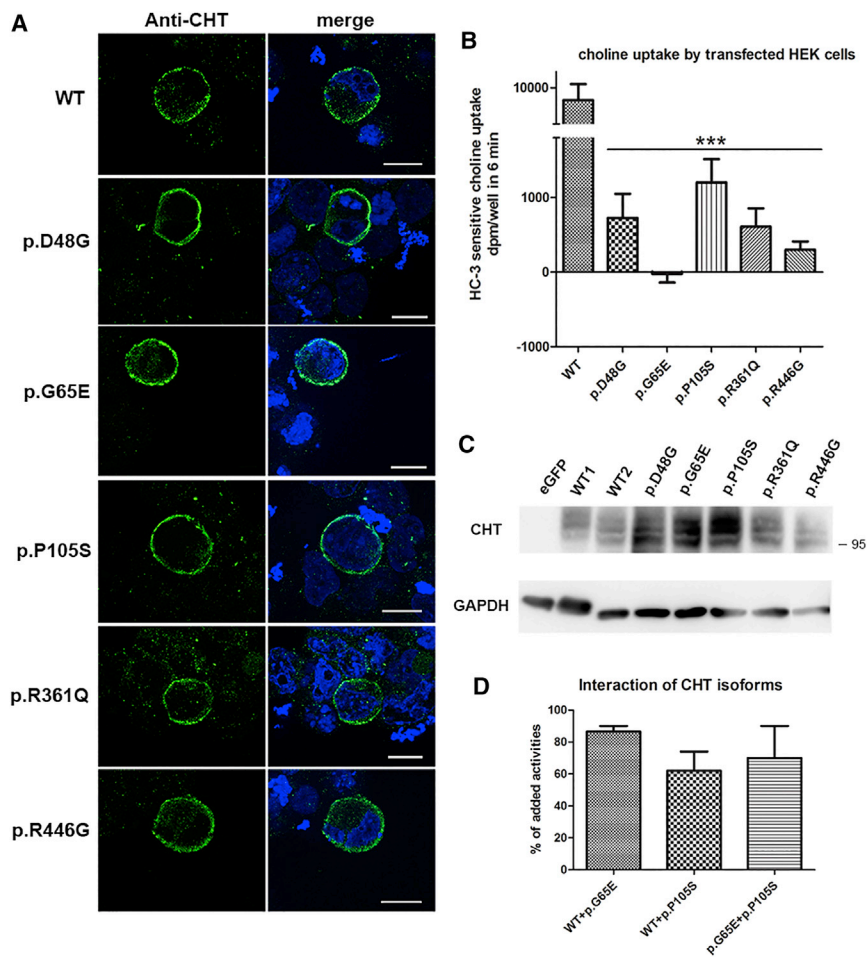 A
Anti-CHT
merge
WT
p.D48G
p.G65E
p.P105S
p.R361Q
p.R446G
B
choline uptake by transfected HEK cells
HC-3 sensitive choline uptake
dpm/well in 6 min
10000
1000
0
-1000
***
WT
p.D48G
p.G65E
p.P105S
p.R361Q
p.R446G
C
eGFP
WT1
WT2
p.D48G
p.G65E
p.P105S
p.R361Q
p.R446G
CHT
– 95
GAPDH
D
Interaction of CHT isoforms
% of added activities
100
80
60
40
20
0
WT+p.G65E
WT+p.P105S
p.G65E+p.P105S